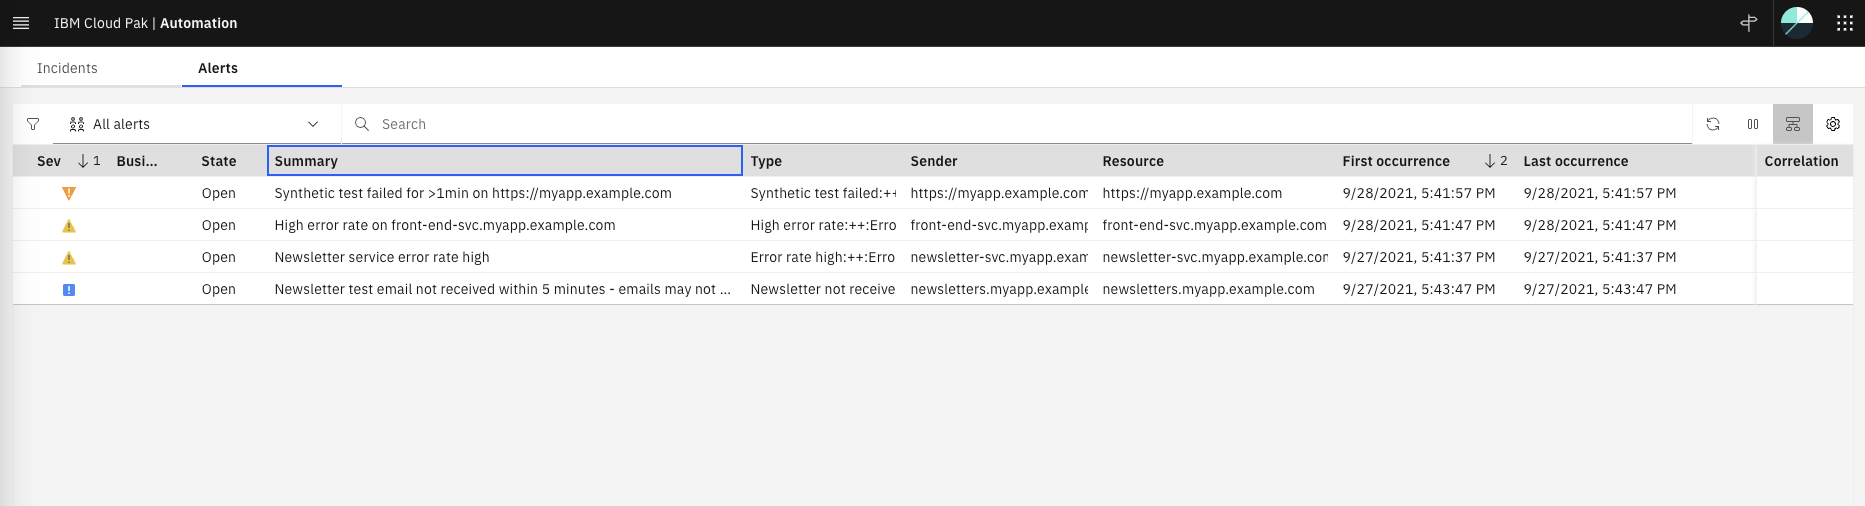 IBM Cloud Pak | Automation
Incidents Alerts
All alerts Search
Sev 1 Busi... State Summary Type Sender Resource First occurrence 2 Last occurrence Correlation
Open Synthetic test failed for >1min on https://myapp.example.com Synthetic test failed:++ https://myapp.example.com https://myapp.example.com 9/28/2021, 5:41:57 PM 9/28/2021, 5:41:57 PM
Open High error rate on front-end-svc.myapp.example.com High error rate:++:Erro front-end-svc.myapp.examp front-end-svc.myapp.example.com 9/28/2021, 5:41:47 PM 9/28/2021, 5:41:47 PM
Open Newsletter service error rate high Error rate high:++:Erro newsletter-svc.myapp.exam newsletter-svc.myapp.example.con 9/27/2021, 5:41:37 PM 9/27/2021, 5:41:37 PM
Open Newsletter test email not received within 5 minutes - emails may not ... Newsletter not receive newsletters.myapp.example newsletters.myapp.example.com 9/27/2021, 5:43:47 PM 9/27/2021, 5:43:47 PM